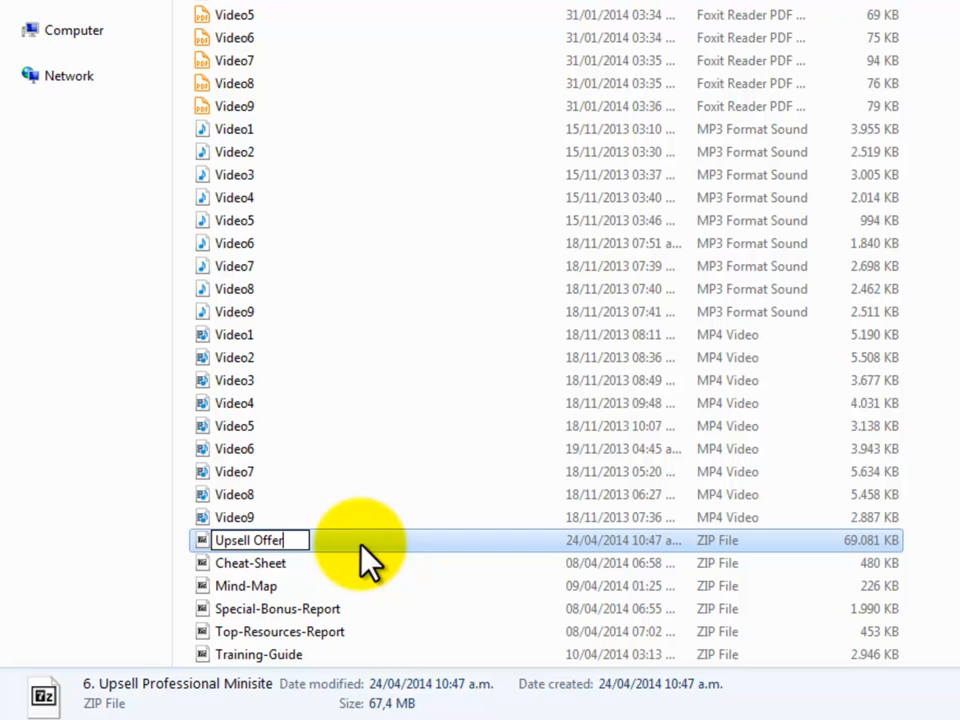 Computer
Network
Video5 31/01/2014 03:34 ... Foxit Reader PDF ... 69 KB
Video6 31/01/2014 03:34 ... Foxit Reader PDF ... 75 KB
Video7 31/01/2014 03:35 ... Foxit Reader PDF ... 94 KB
Video8 31/01/2014 03:35 ... Foxit Reader PDF ... 76 KB
Video9 31/01/2014 03:36 ... Foxit Reader PDF ... 79 KB
Video1 15/11/2013 03:10 ... MP3 Format Sound 3.955 KB
Video2 15/11/2013 03:30 ... MP3 Format Sound 2.519 KB
Video3 15/11/2013 03:37 ... MP3 Format Sound 3.005 KB
Video4 15/11/2013 03:40 ... MP3 Format Sound 2.014 KB
Video5 15/11/2013 03:46 ... MP3 Format Sound 994 KB
Video6 18/11/2013 07:51 a... MP3 Format Sound 1.840 KB
Video7 18/11/2013 07:39 ... MP3 Format Sound 2.698 KB
Video8 18/11/2013 07:40 ... MP3 Format Sound 2.462 KB
Video9 18/11/2013 07:41 ... MP3 Format Sound 2.511 KB
Video1 18/11/2013 08:11 ... MP4 Video 5.190 KB
Video2 18/11/2013 08:36 ... MP4 Video 5.508 KB
Video3 18/11/2013 08:49 ... MP4 Video 3.677 KB
Video4 18/11/2013 09:48 ... MP4 Video 4.031 KB
Video5 18/11/2013 10:07 ... MP4 Video 3.138 KB
Video6 19/11/2013 04:45 a... MP4 Video 3.943 KB
Video7 18/11/2013 05:20 ... MP4 Video 5.634 KB
Video8 18/11/2013 06:27 ... MP4 Video 5.458 KB
Video9 18/11/2013 07:36 ... MP4 Video 2.887 KB
Upsell Offer 24/04/2014 10:47 a... ZIP File 69.081 KB
Cheat-Sheet 08/04/2014 06:58 ... ZIP File 480 KB
Mind-Map 09/04/2014 01:25 ... ZIP File 226 KB
Special-Bonus-Report 08/04/2014 06:55 ... ZIP File 1.990 KB
Top-Resources-Report 08/04/2014 07:02 ... ZIP File 453 KB
Training-Guide 10/04/2014 03:13 ... ZIP File 2.946 KB
6. Upsell Professional Minisite Date modified: 24/04/2014 10:47 a.m. Date created: 24/04/2014 10:47 a.m.
7z ZIP File Size: 67,4 MB